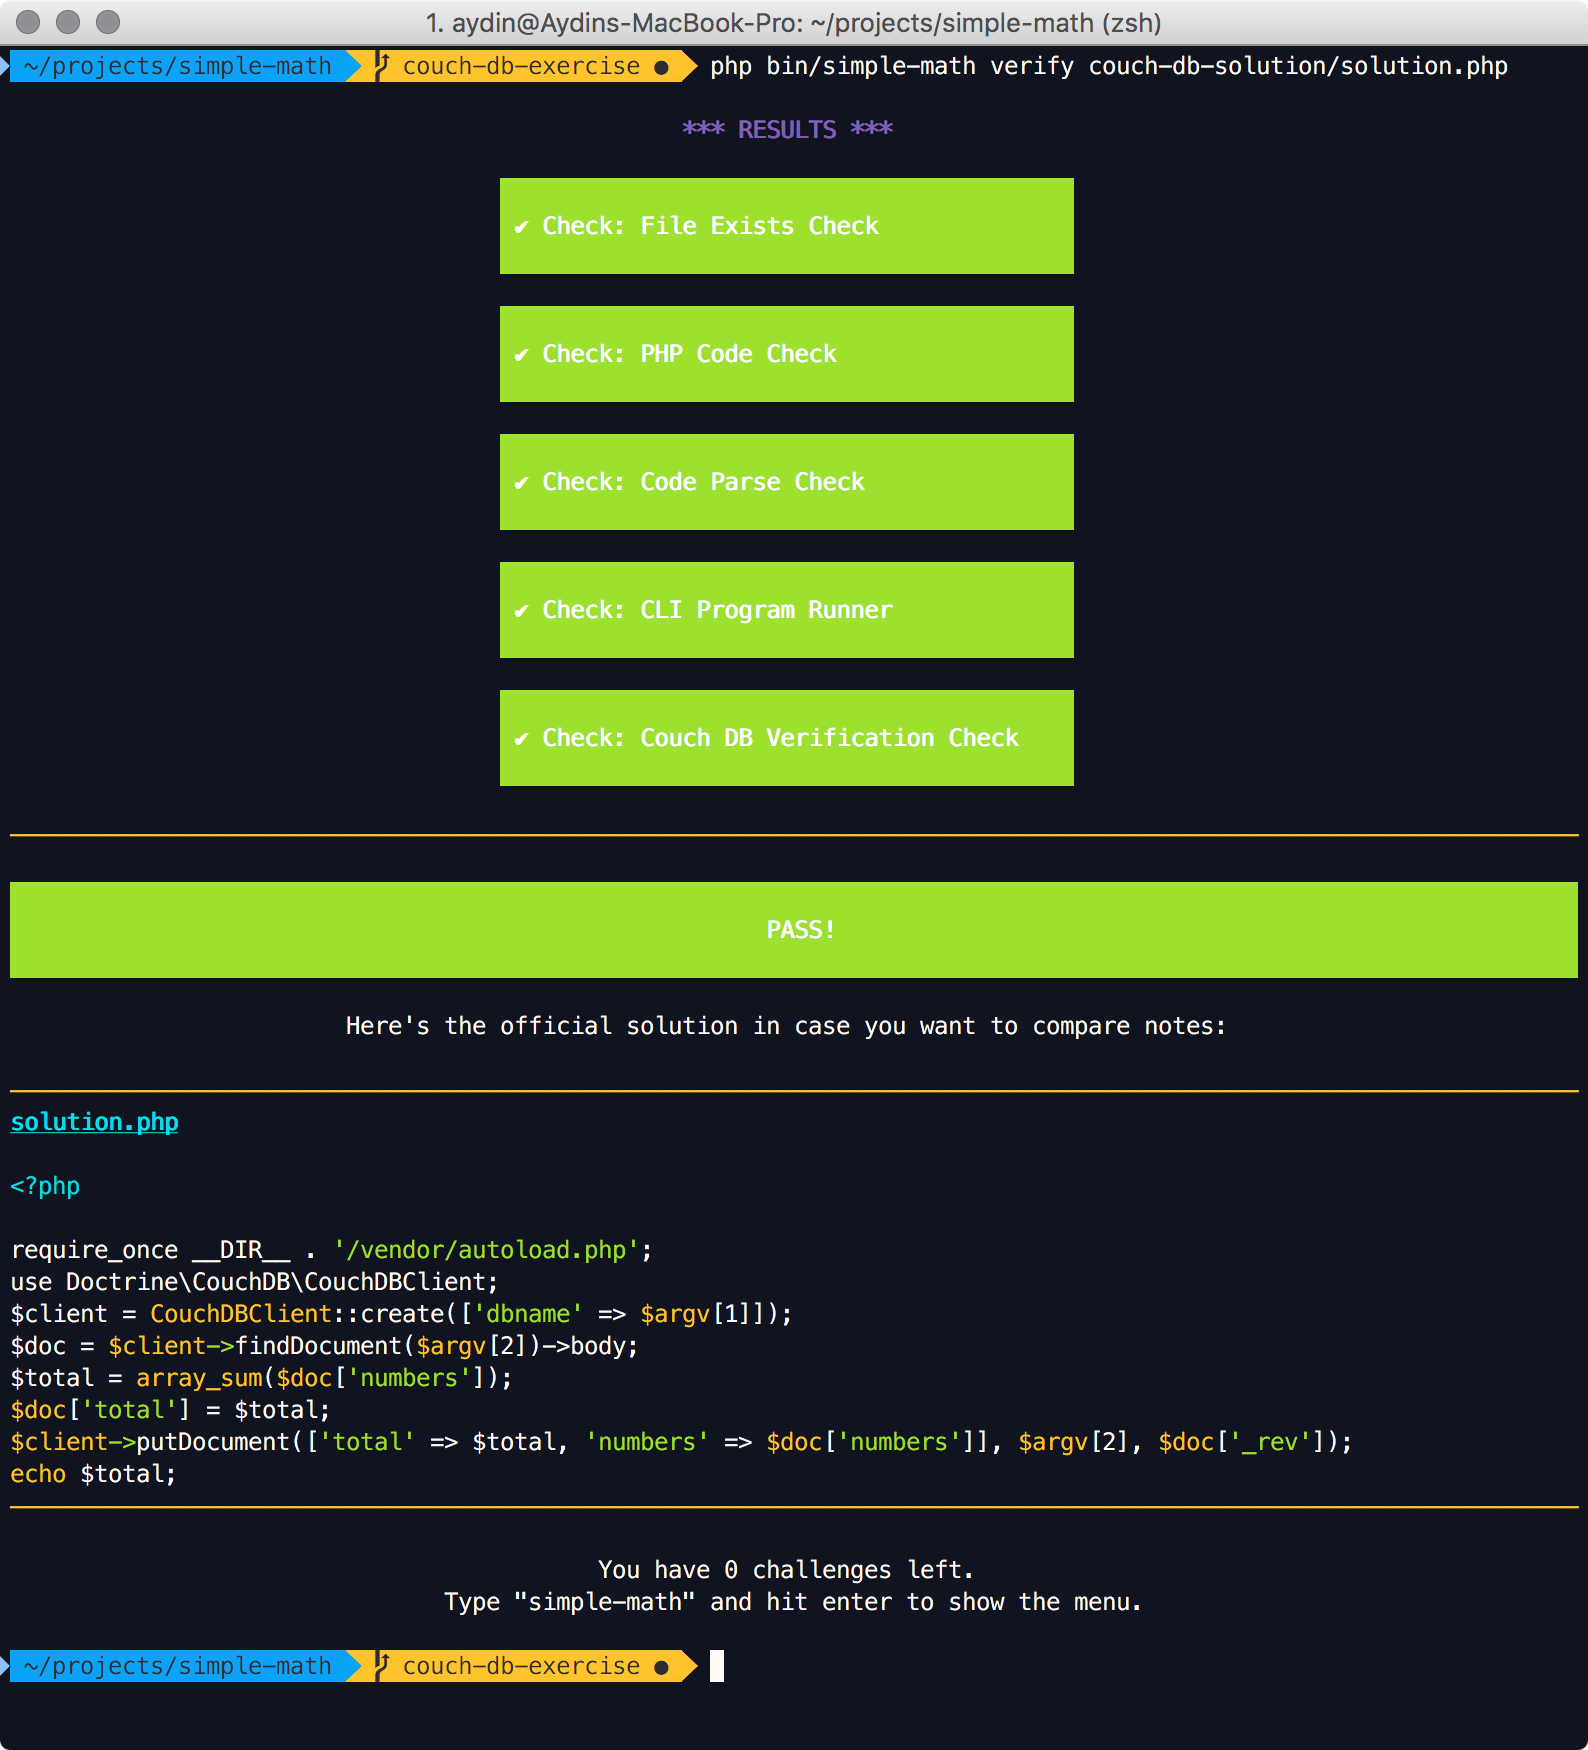 1. aydin@Aydins-MacBook-Pro: ~/projects/simple-math (zsh)
~/projects/simple-math couch-db-exercise ● php bin/simple-math verify couch-db-solution/solution.php
*** RESULTS ***
✔ Check: File Exists Check
✔ Check: PHP Code Check
✔ Check: Code Parse Check
✔ Check: CLI Program Runner
✔ Check: Couch DB Verification Check
PASS!
Here's the official solution in case you want to compare notes:
solution.php
<?php
require_once __DIR__ . '/vendor/autoload.php';
use Doctrine\CouchDB\CouchDBClient;
$client = CouchDBClient::create(['dbname' => $argv[1]]);
$doc = $client->findDocument($argv[2])->body;
$total = array_sum($doc['numbers']);
$doc['total'] = $total;
$client->putDocument(['total' => $total, 'numbers' => $doc['numbers']], $argv[2], $doc['_rev']);
echo $total;
You have 0 challenges left.
Type "simple-math" and hit enter to show the menu.
~/projects/simple-math couch-db-exercise ●